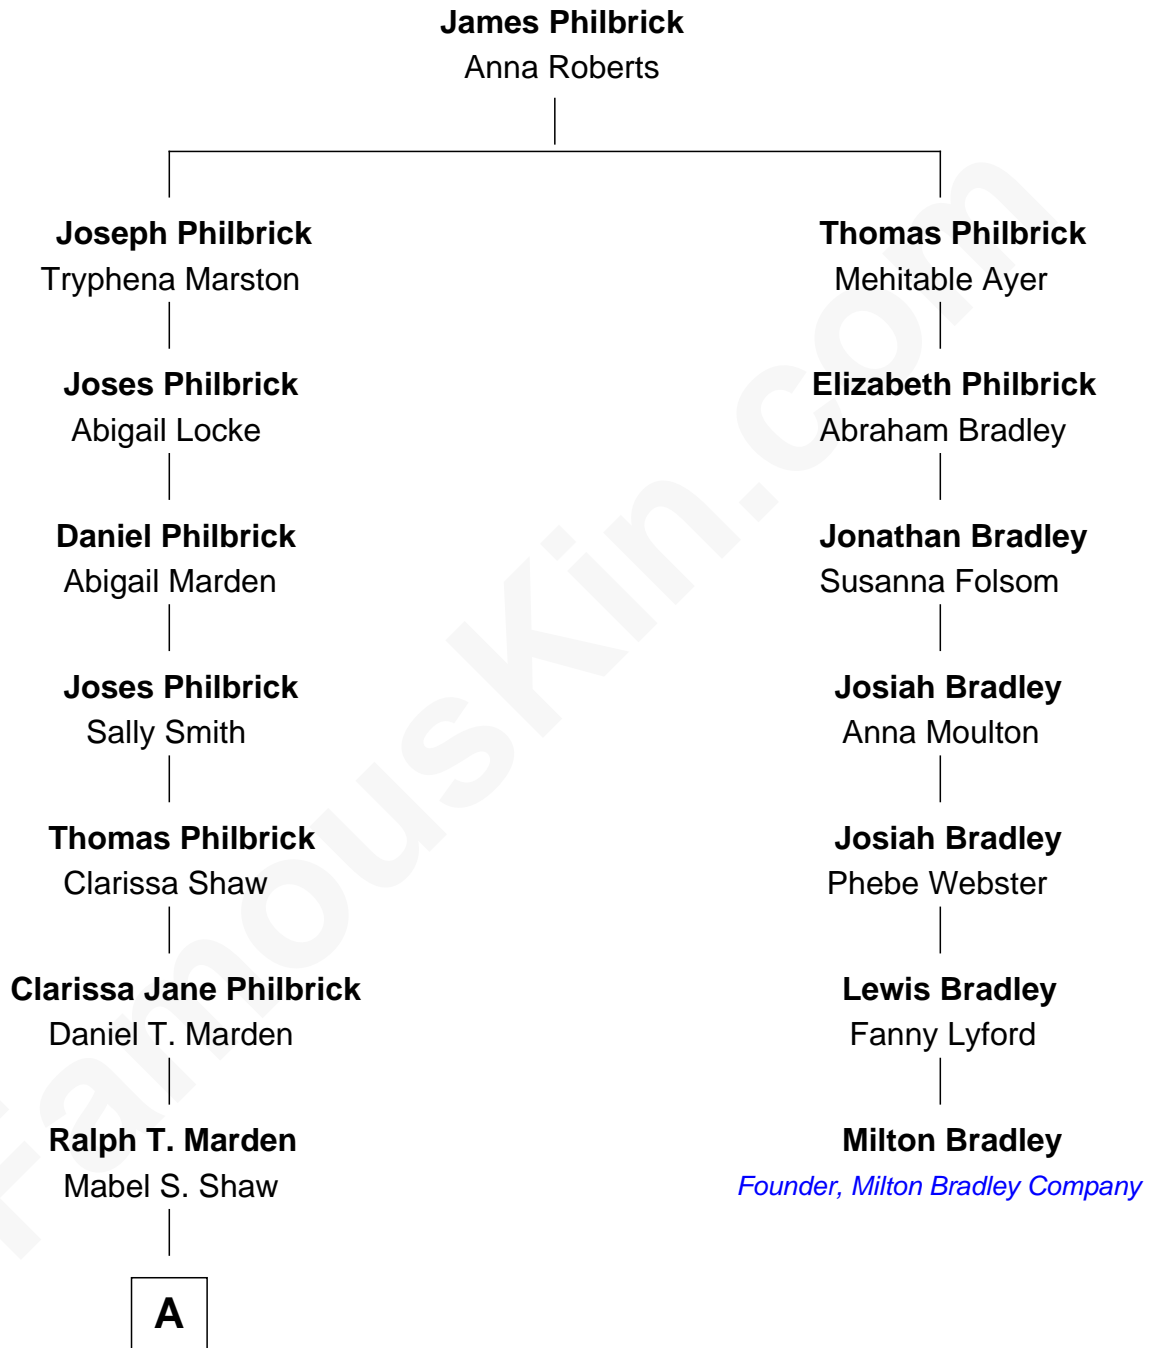 James Philbrick
Anna Roberts
Joseph Philbrick
Tryphena Marston
Joses Philbrick
Abigail Locke
Daniel Philbrick
Abigail Marden
Joses Philbrick
Sally Smith
Thomas Philbrick
Clarissa Shaw
Clarissa Jane Philbrick
Daniel T. Marden
Ralph T. Marden
Mabel S. Shaw
A
Thomas Philbrick
Mehitable Ayer
Elizabeth Philbrick
Abraham Bradley
Jonathan Bradley
Susanna Folsom
Josiah Bradley
Anna Moulton
Josiah Bradley
Phebe Webster
Lewis Bradley
Fanny Lyford
Milton Bradley
Founder, Milton Bradley Company
FamousKin.com